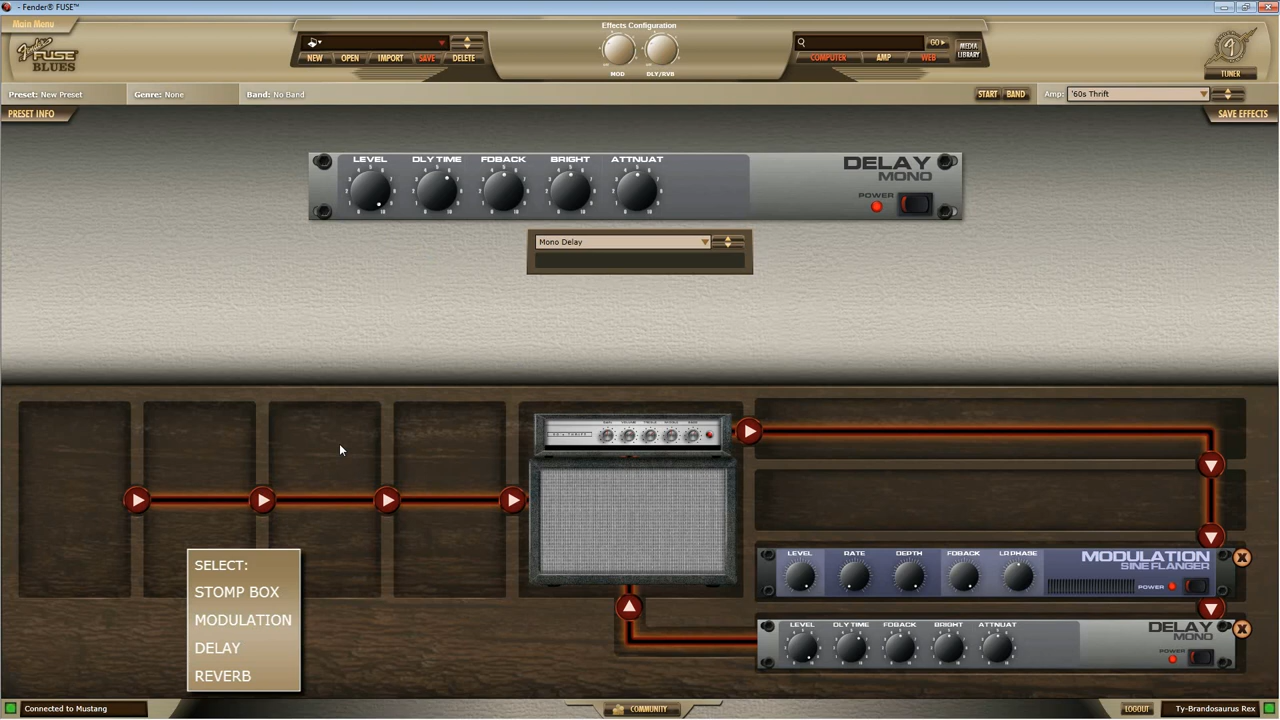 - Fender® FUSE™
Main Menu
Fender
FUSE
BLUES
NEW
OPEN
IMPORT
SAVE
DELETE
Effects Configuration
MOD
DLY/RVB
GO
COMPUTER
AMP
WEB
MEDIA
LIBRARY
TUNER
Preset: New Preset
Genre: None
Band: No Band
START
BAND
Amp:
'60s Thrift
PRESET INFO
SAVE EFFECTS
LEVEL
DLY TIME
FDBACK
BRIGHT
ATTNUAT
DELAY
MONO
POWER
Mono Delay
SELECT:
STOMP BOX
MODULATION
DELAY
REVERB
LEVEL
RATE
DEPTH
FDBACK
LR PHASE
MODULATION
SINE FLANGER
POWER
X
LEVEL
DLY TIME
FDBACK
BRIGHT
ATTNUAT
DELAY
MONO
POWER
X
Connected to Mustang
COMMUNITY
LOGOUT
Ty-Brandosaurus Rex